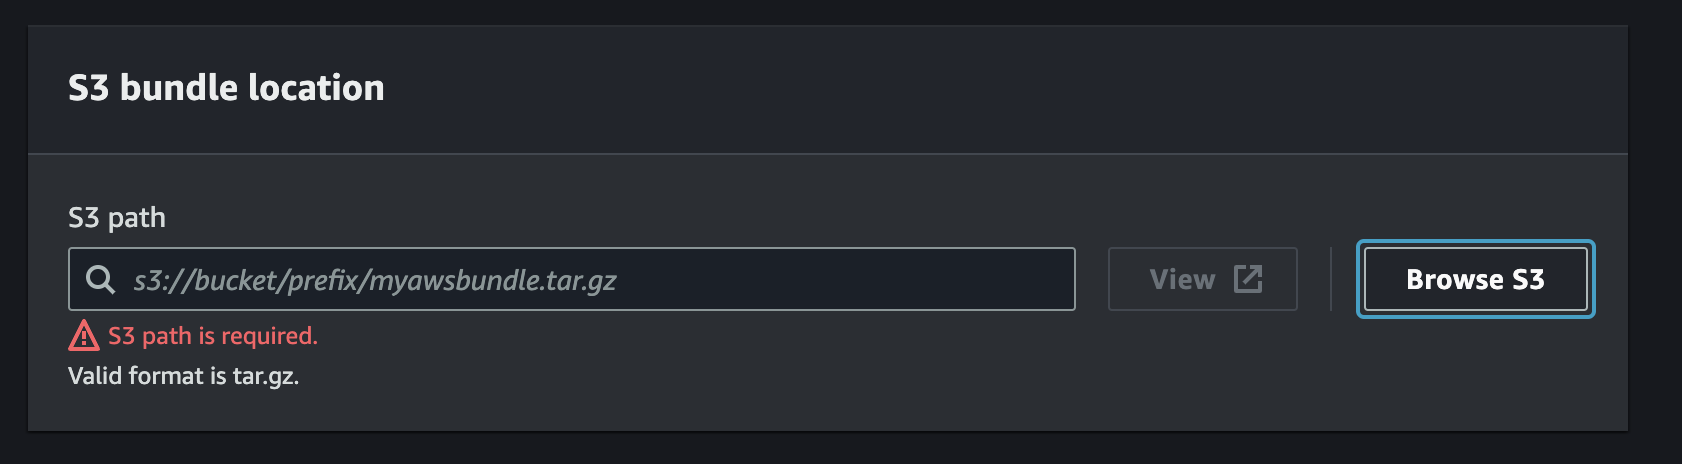 S3 bundle location
S3 path
s3://bucket/prefix/myawsbundle.tar.gz
View
Browse S3
S3 path is required.
Valid format is tar.gz.